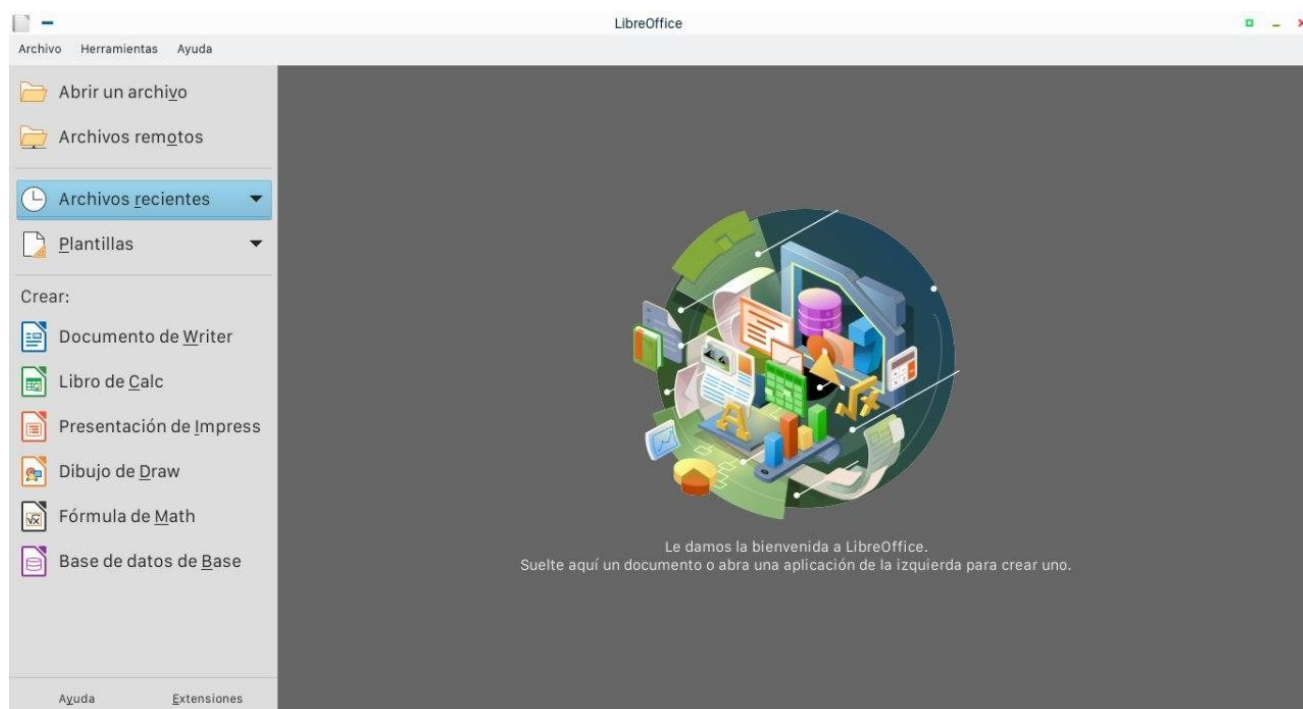 LibreOffice
Archivo Herramientas Ayuda
Abrir un archivo
Archivos remotos
Archivos recientes
Plantillas
Crear:
Documento de Writer
Libro de Calc
Presentación de Impress
Dibujo de Draw
Fórmula de Math
Base de datos de Base
Ayuda Extensiones
Le damos la bienvenida a LibreOffice.
Suelte aquí un documento o abra una aplicación de la izquierda para crear uno.